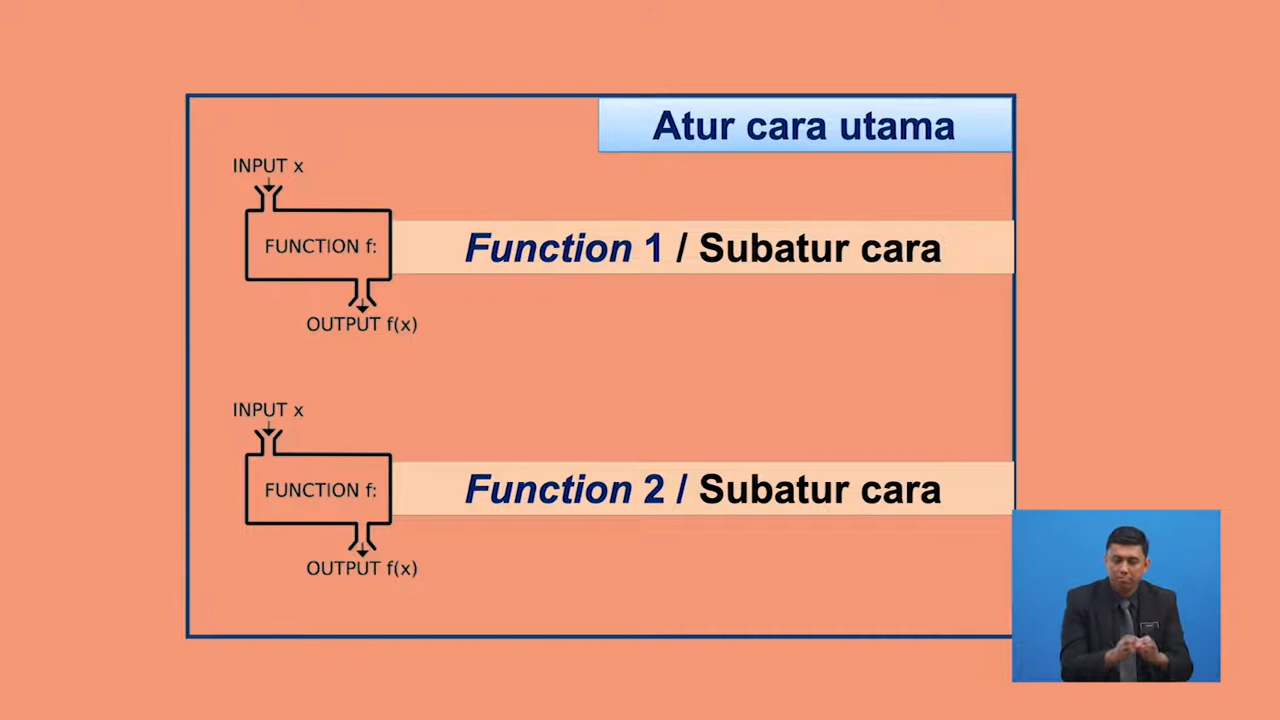 Atur cara utama
INPUT x
FUNCTION f:
Function 1 / Subatur cara
OUTPUT f(x)
INPUT x
FUNCTION f:
Function 2 / Subatur cara
OUTPUT f(x)